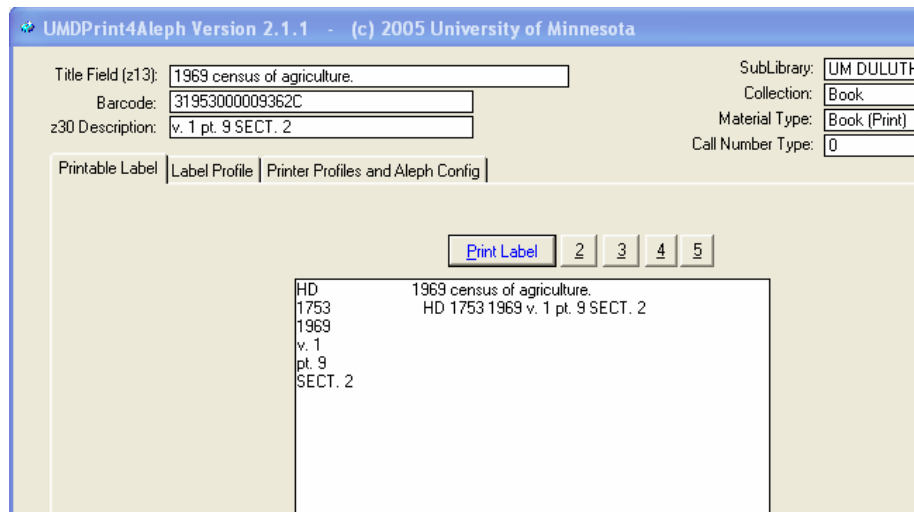 UMDPrint4Aleph Version 2.1.1 - (c) 2005 University of Minnesota
Title Field (z13): 1969 census of agriculture.
Barcode: 31953000009362C
z30 Description: v. 1 pt. 9 SECT. 2
SubLibrary: UM DULUTH
Collection: Book
Material Type: Book (Print)
Call Number Type: 0
Printable Label Label Profile Printer Profiles and Aleph Config
Print Label 2 3 4 5
HD 1969 census of agriculture.
1753 HD 1753 1969 v. 1 pt. 9 SECT. 2
1969
v. 1
pt. 9
SECT. 2